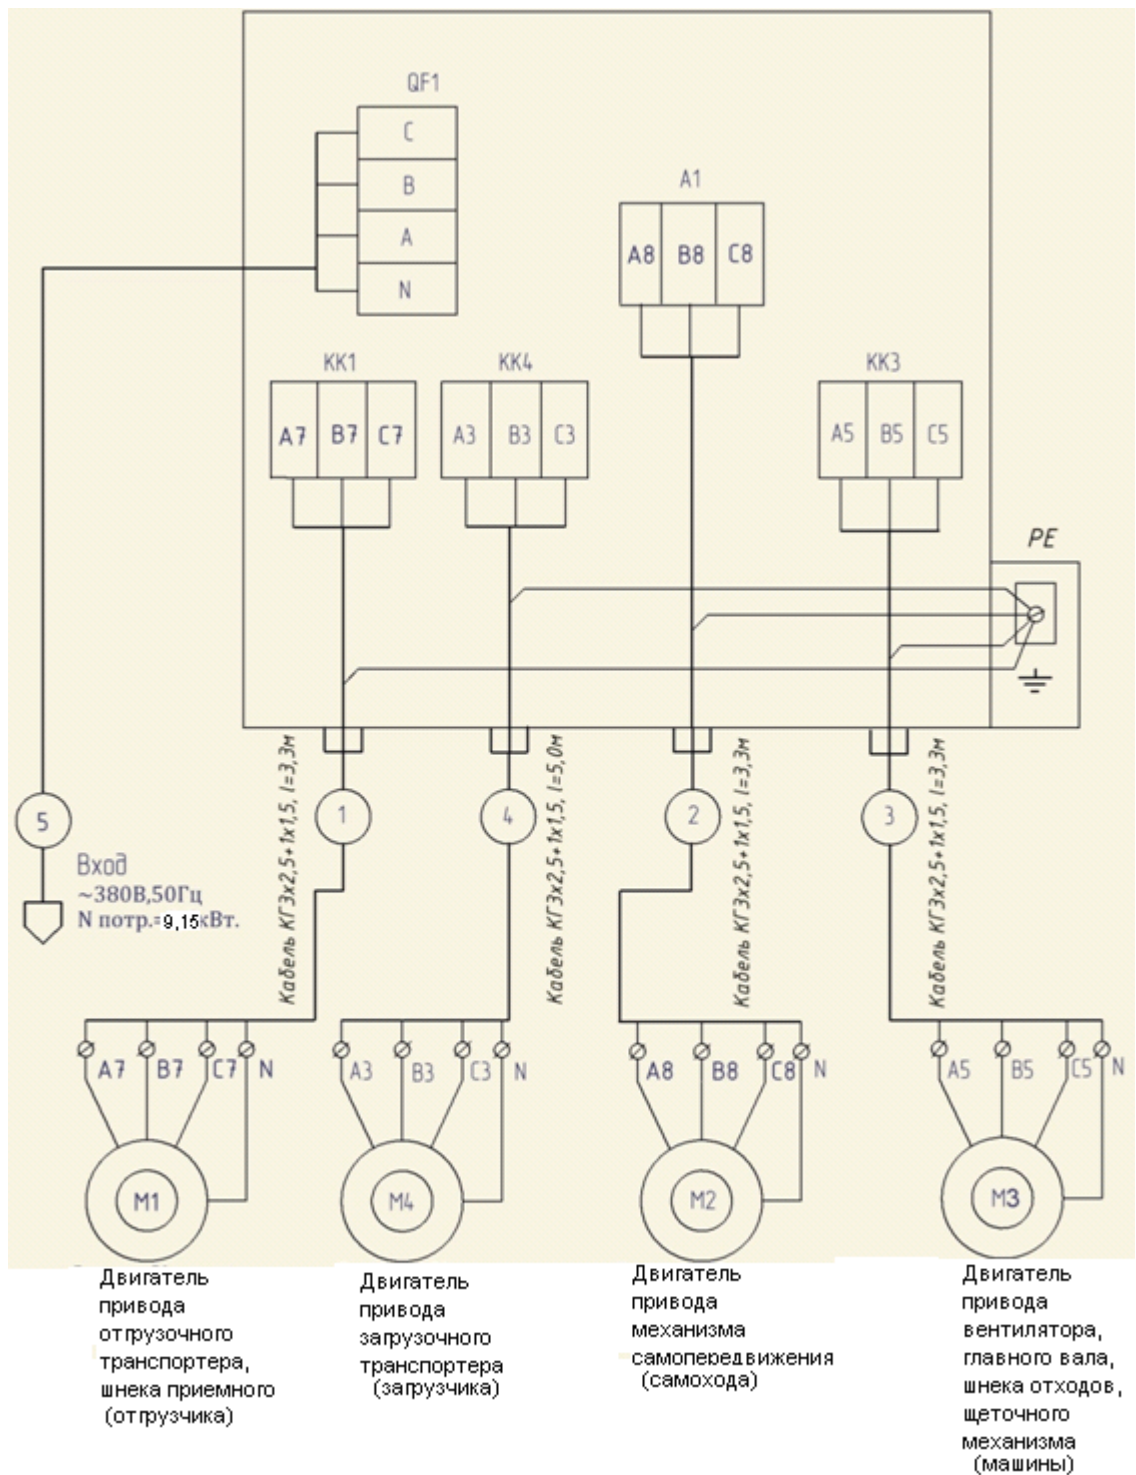 QF1
C
B
A
N
A1
A8 B8 C8
KK1
A7 B7 C7
KK4
A3 B3 C3
KK3
A5 B5 C5
PE
Кабель КГ3х2,5+1х1,5, l=3,3м
Кабель КГ3х2,5+1х1,5, l=5,0м
Кабель КГ3х2,5+1х1,5, l=3,3м
Кабель КГ3х2,5+1х1,5, l=3,3м
5
1
4
2
3
Вход
~380В,50Гц
N потр.=9,15кВт.
A7 B7 C7 N
A3 B3 C3 N
A8 B8 C8 N
A5 B5 C5 N
М1
М4
М2
М3
Двигатель
привода
отгрузочного
транспортера,
шнека приемного
(отгрузчика)
Двигатель
привода
загрузочного
транспортера
(загрузчика)
Двигатель
привода
механизма
самопередвижения
(самохода)
Двигатель
привода
вентилятора,
главного вала,
шнека отходов,
щеточного
механизма
(машины)